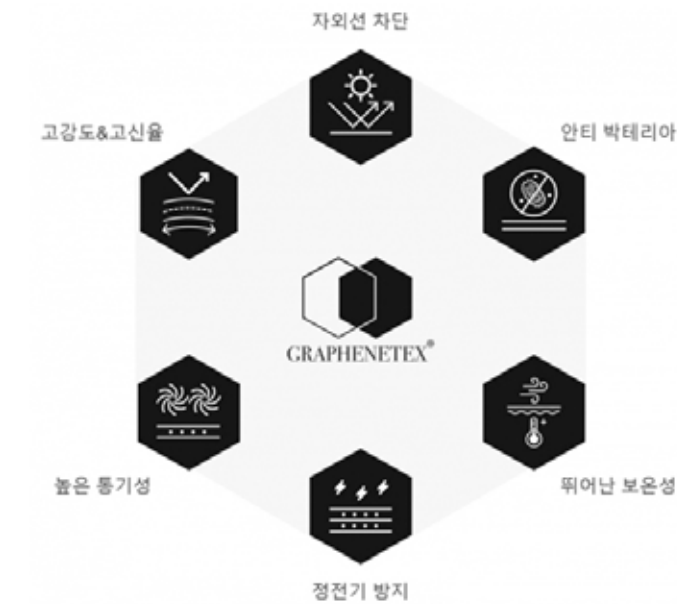 자외선 차단
고강도&고신율
안티 박테리아
GRAPHENETEX®
높은 통기성
뛰어난 보온성
정전기 방지